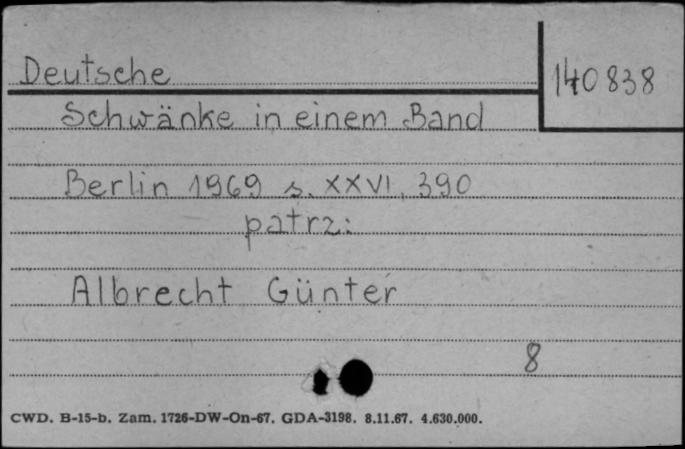 Deutsche
140838
Schwänke in einem Band
Berlin 1969 s. XXVI, 390
patrz:
Albrecht Günter
8
CWD. B-15-b. Zam. 1726-DW-On-67. GDA-3198. 8.11.67. 4.630.000.